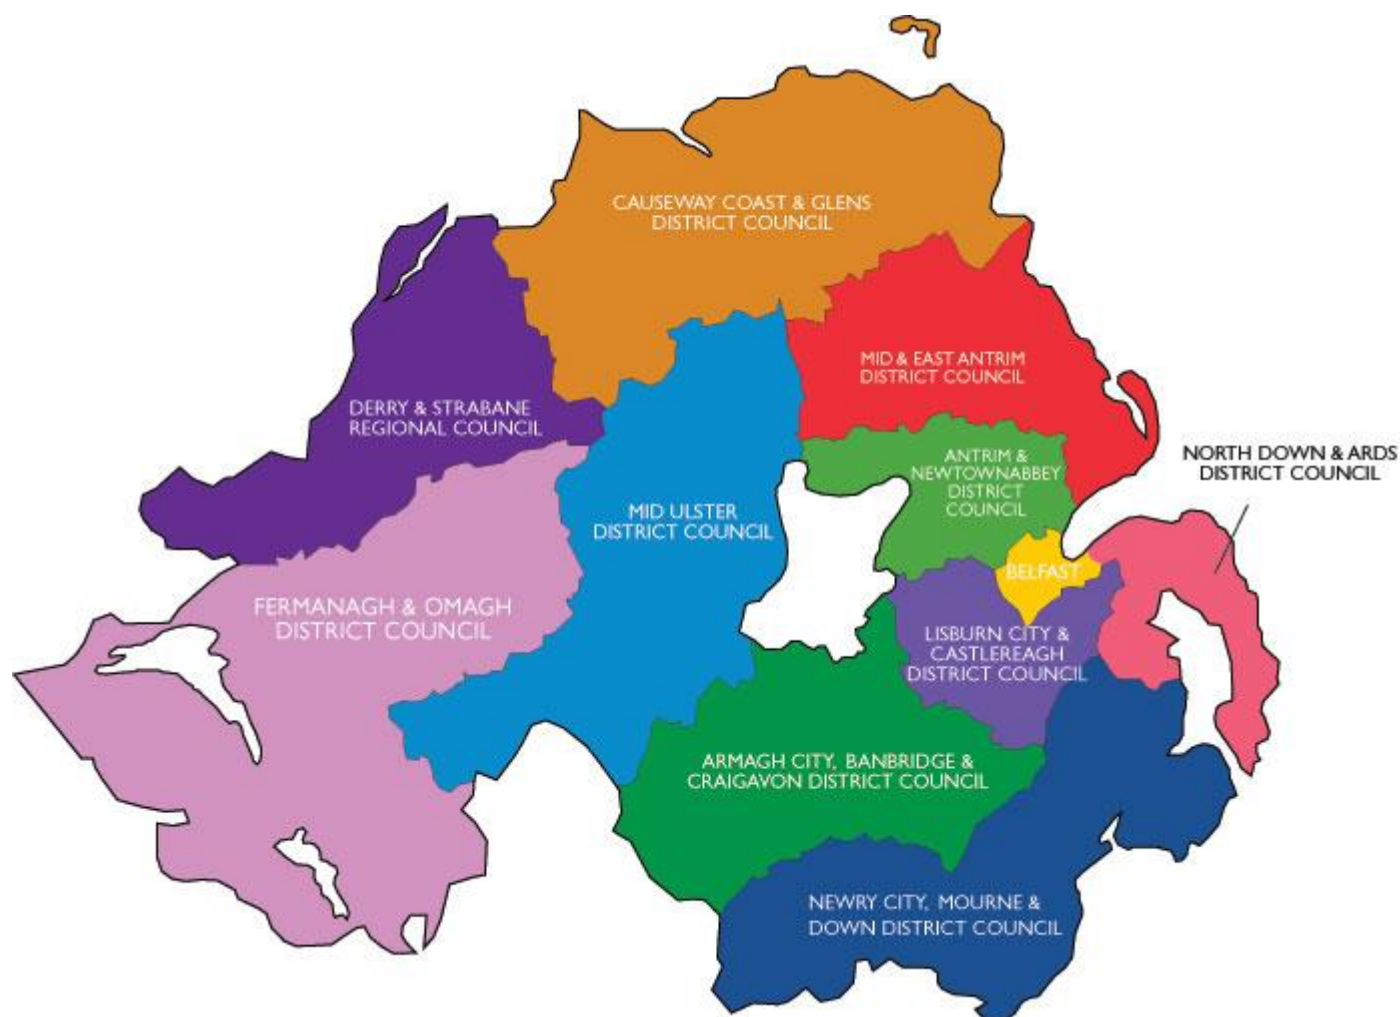 CAUSEWAY COAST & GLENS
DISTRICT COUNCIL
MID & EAST ANTRIM
DISTRICT COUNCIL
DERRY & STRABANE
REGIONAL COUNCIL
ANTRIM &
NEWTOWNABBEY
DISTRICT
COUNCIL
NORTH DOWN & ARDS
DISTRICT COUNCIL
MID ULSTER
DISTRICT COUNCIL
BELFAST
FERMANAGH & OMAGH
DISTRICT COUNCIL
LISBURN CITY &
CASTLEREAGH
DISTRICT COUNCIL
ARMAGH CITY, BANBRIDGE &
CRAIGAVON DISTRICT COUNCIL
NEWRY CITY, MOURNE &
DOWN DISTRICT COUNCIL